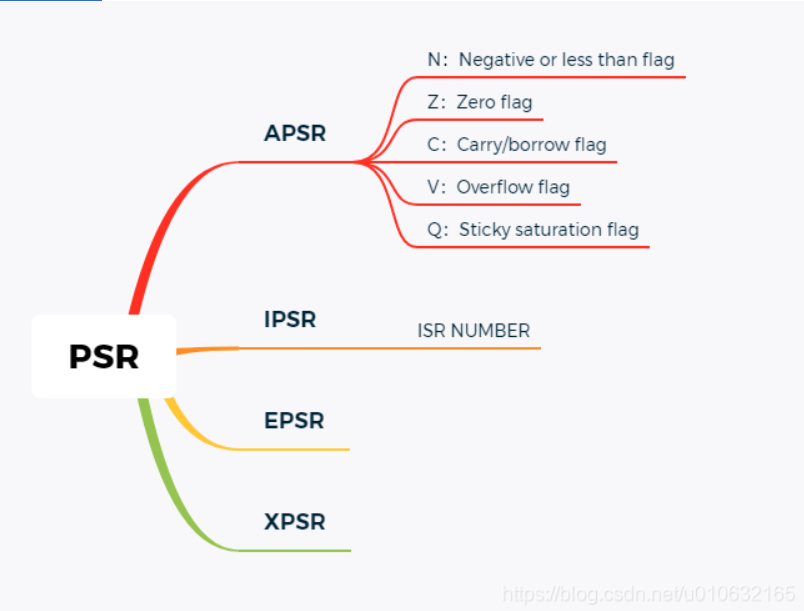 PSR
APSR
N：Negative or less than flag
Z：Zero flag
C：Carry/borrow flag
V：Overflow flag
Q：Sticky saturation flag
IPSR
ISR NUMBER
EPSR
XPSR
https://blog.csdn.net/u010632165